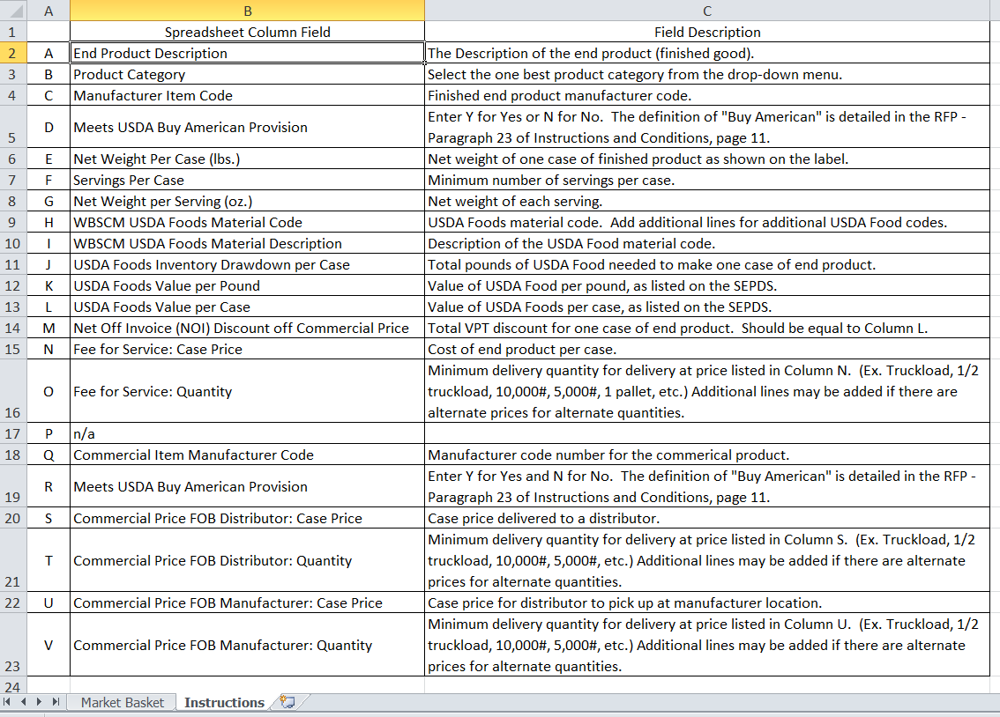 A B C
1 Spreadsheet Column Field Field Description
2 A End Product Description The Description of the end product (finished good).
3 B Product Category Select the one best product category from the drop-down menu.
4 C Manufacturer Item Code Finished end product manufacturer code.
Enter Y for Yes or N for No.  The definition of "Buy American" is detailed in the RFP -
5 D Meets USDA Buy American Provision Paragraph 23 of Instructions and Conditions, page 11.
6 E Net Weight Per Case (lbs.) Net weight of one case of finished product as shown on the label.
7 F Servings Per Case Minimum number of servings per case.
8 G Net Weight per Serving (oz.) Net weight of each serving.
9 H WBSCM USDA Foods Material Code USDA Foods material code.  Add additional lines for additional USDA Food codes.
10 I WBSCM USDA Foods Material Description Description of the USDA Food material code.
11 J USDA Foods Inventory Drawdown per Case Total pounds of USDA Food needed to make one case of end product.
12 K USDA Foods Value per Pound Value of USDA Food per pound, as listed on the SEPDS.
13 L USDA Foods Value per Case Value of USDA Foods per case, as listed on the SEPDS.
14 M Net Off Invoice (NOI) Discount off Commercial Price Total VPT discount for one case of end product.  Should be equal to Column L.
15 N Fee for Service: Case Price Cost of end product per case.
Minimum delivery quantity for delivery at price listed in Column N.  (Ex. Truckload, 1/2
O Fee for Service: Quantity truckload, 10,000#, 5,000#, 1 pallet, etc.) Additional lines may be added if there are
16 alternate prices for alternate quantities.
17 P n/a
18 Q Commercial Item Manufacturer Code Manufacturer code number for the commerical product.
Enter Y for Yes and N for No.  The definition of "Buy American" is detailed in the RFP -
19 R Meets USDA Buy American Provision Paragraph 23 of Instructions and Conditions, page 11.
20 S Commercial Price FOB Distributor: Case Price Case price delivered to a distributor.
Minimum delivery quantity for delivery at price listed in Column S.  (Ex. Truckload, 1/2
T Commercial Price FOB Distributor: Quantity truckload, 10,000#, 5,000#, etc.) Additional lines may be added if there are alternate
21 prices for alternate quantities.
22 U Commercial Price FOB Manufacturer: Case Price Case price for distributor to pick up at manufacturer location.
Minimum delivery quantity for delivery at price listed in Column U.  (Ex. Truckload, 1/2
V Commercial Price FOB Manufacturer: Quantity truckload, 10,000#, 5,000#, etc.) Additional lines may be added if there are alternate
23 prices for alternate quantities.
24
Market Basket Instructions